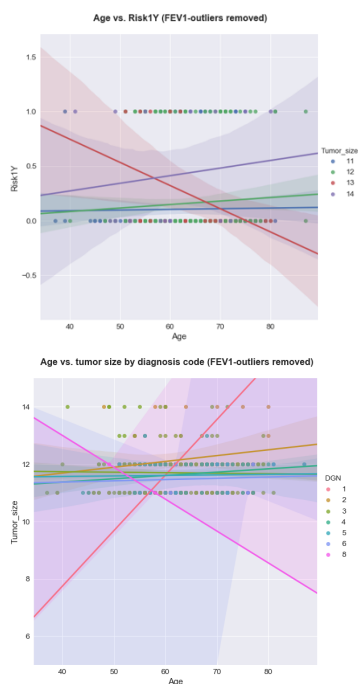 Age vs. Risk1Y (FEV1-outliers removed)
1.5
1.0
0.5
0.0
−0.5
Risk1Y
40 50 60 70 80
Age
Tumor_size
11
12
13
14
Age vs. tumor size by diagnosis code (FEV1-outliers removed)
14
12
10
8
6
Tumor_size
40 50 60 70 80
Age
DGN
1
2
3
4
5
6
8